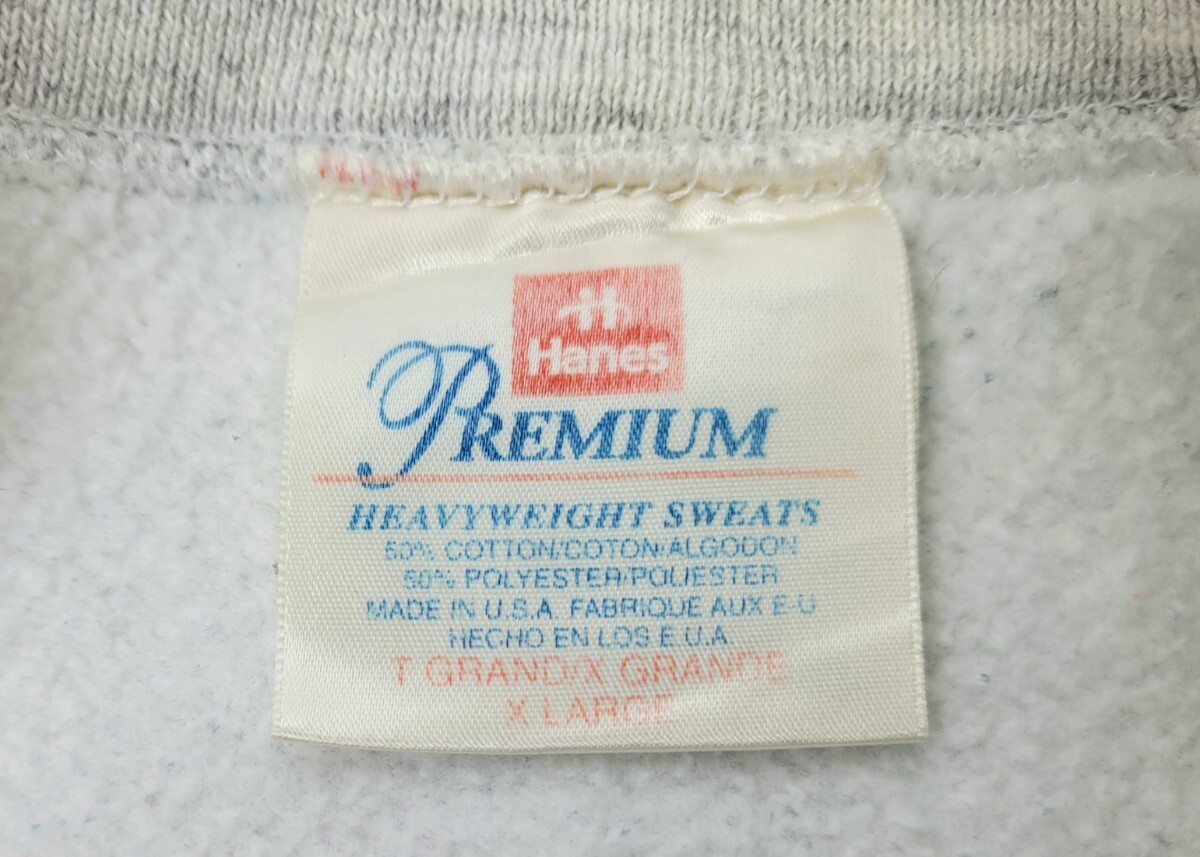 Hanes
PREMIUM
HEAVYWEIGHT SWEATS
50% COTTON/COTON/ALGODON
50% POLYESTER/POLIESTER
MADE IN U.S.A. FABRIQUE AUX E-U
HECHO EN LOS E.U.A.
T GRAND/X GRANDE
X LARGE